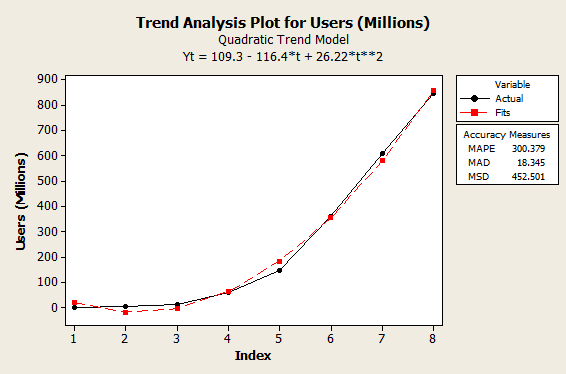 Trend Analysis Plot for Users (Millions)
Quadratic Trend Model
Yt = 109.3 - 116.4*t + 26.22*t**2
Users (Millions)
900
800
700
600
500
400
300
200
100
0
1 2 3 4 5 6 7 8
Index
Variable
Actual
Fits
Accuracy Measures
MAPE 300.379
MAD 18.345
MSD 452.501